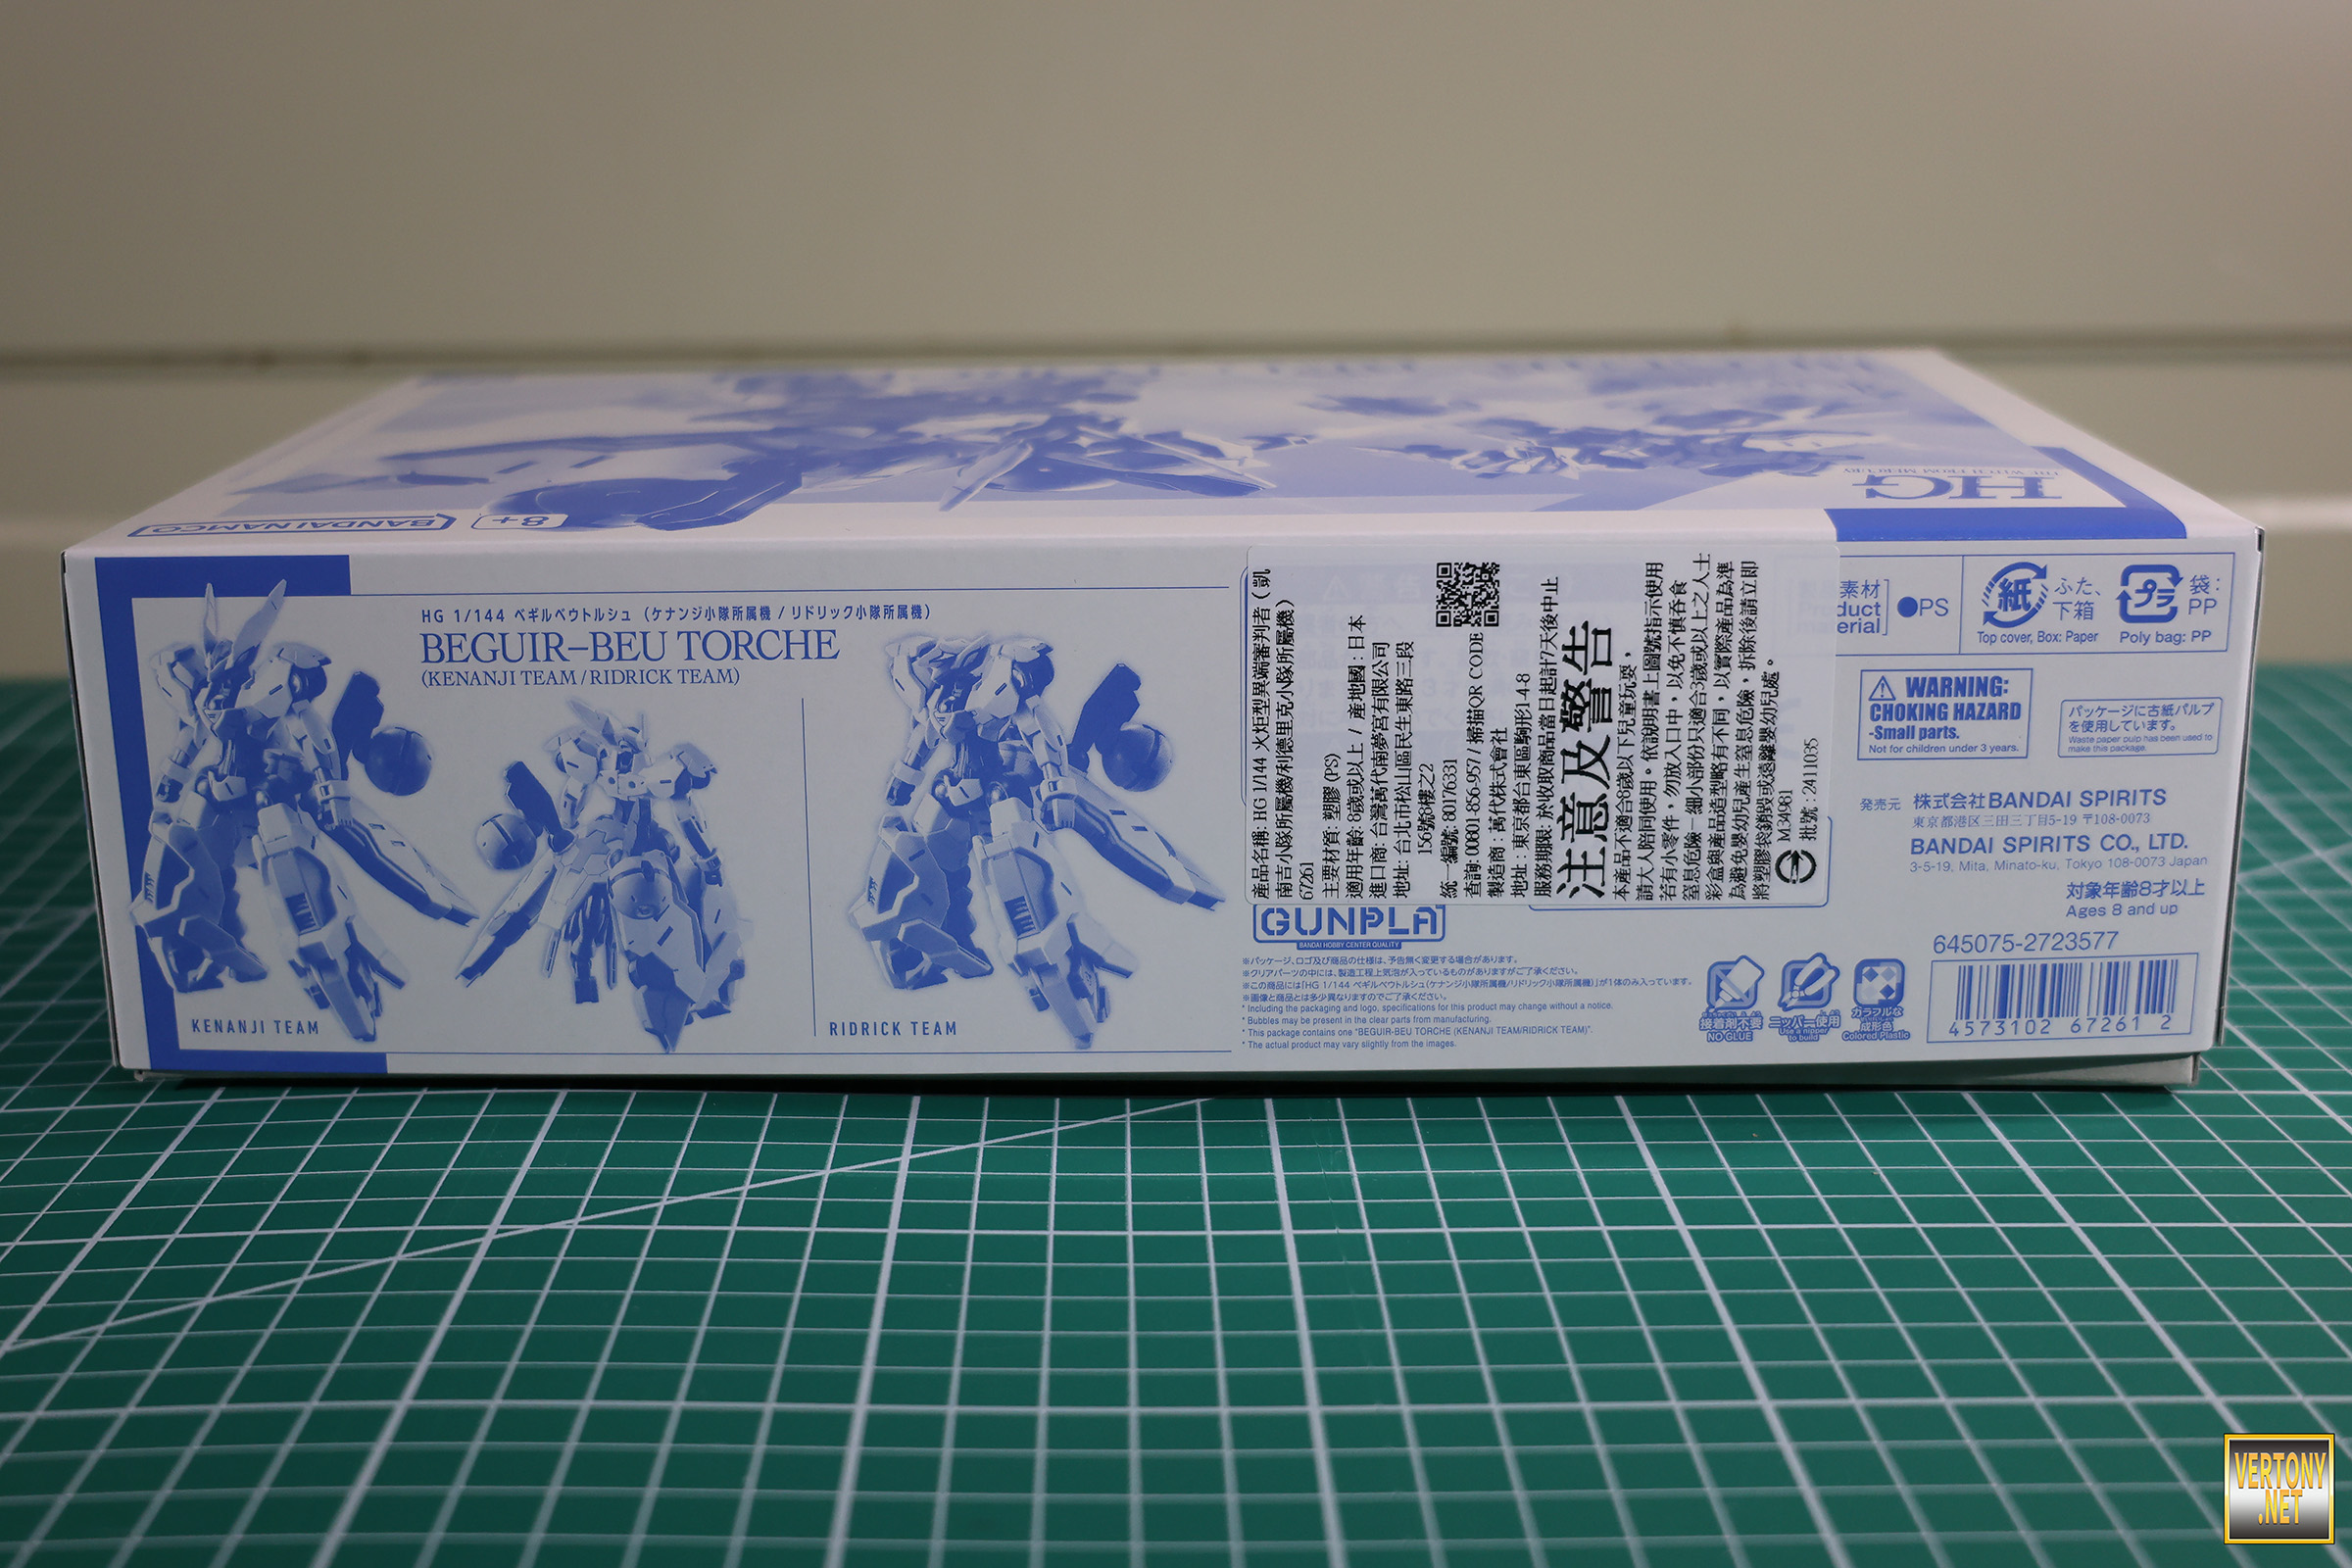 HG
THE WITCH FROM MERCURY
8+
BANDAI NAMCO
HG 1/144 ベギルベウトルシュ (ケナンジ小隊所属機 / リドリック小隊所属機)
BEGUIR-BEU TORCHE
(KENANJI TEAM / RIDRICK TEAM)
KENANJI TEAM
RIDRICK TEAM
產品名稱: HG 1/144 火炬型異端審判者 (凱
南吉小隊所屬機/利德里克小隊所屬機)
67261
主要材質: 塑膠 (PS)
適用年齡: 8歲或以上 / 產地國: 日本
進口商: 台灣萬代南夢宮有限公司
地址: 台北市松山區民生東路三段
156號8樓之2
統一編號: 80176331
查詢: 00801-856-957 / 掃描QR CODE
製造商: 萬代株式會社
地址: 東京都台東區駒形1-4-8
服務期限: 於收取商品當日起計7天後中止
注意及警告
本產品不適合8歲以下兒童玩耍,
請大人陪同使用。依說明書上圖號指示使用
若有小零件,勿放入口中,以免不慎吞食
窒息危險—細小部份只適合3歲或以上之人士
彩盒與產品造型略有不同,以實際產品為準
為避免嬰幼兒產生窒息危險,拆除後請立即
將塑膠袋銷毀或遠離嬰幼兒處。
M34981
批號: 2411035
GUNPLA
BANDAI HOBBY CENTER QUALITY
※パッケージ、ロゴ及び商品の仕様は、予告無く変更する場合があります。
※クリアパーツの中には、製造工程上気泡が入っているものがありますがご了承ください。
※この商品には「HG 1/144 ベギルベウトルシュ(ケナンジ小隊所属機/リドリック小隊所属機)」が1体のみ入っています。
※画像と商品とは多少異なりますのでご了承ください。
* Including the packaging and logo, specifications for this product may change without a notice.
* Bubbles may be present in the clear parts from manufacturing.
* This package contains one "BEGUIR-BEU TORCHE (KENANJI TEAM/RIDRICK TEAM)".
* The actual product may vary slightly from the images.
素材
duct
erial
●PS
紙
ふた、
下箱
Top cover, Box: Paper
プラ
袋:
PP
Poly bag: PP
WARNING:
CHOKING HAZARD
-Small parts.
Not for children under 3 years.
パッケージに古紙パルプ
を使用しています。
Waste paper pulp has been used to
make this package.
発売元 株式会社BANDAI SPIRITS
東京都港区三田三丁目5-19 〒108-0073
BANDAI SPIRITS CO., LTD.
3-5-19, Mita, Minato-ku, Tokyo 108-0073 Japan
対象年齢8才以上
Ages 8 and up
645075-2723577
4573102 67261 2
接着剤不要
NO GLUE
ニッパー使用
Use a nipper
to build
カラフルな
成形色
Colored Plastic
VERTONY
.NET